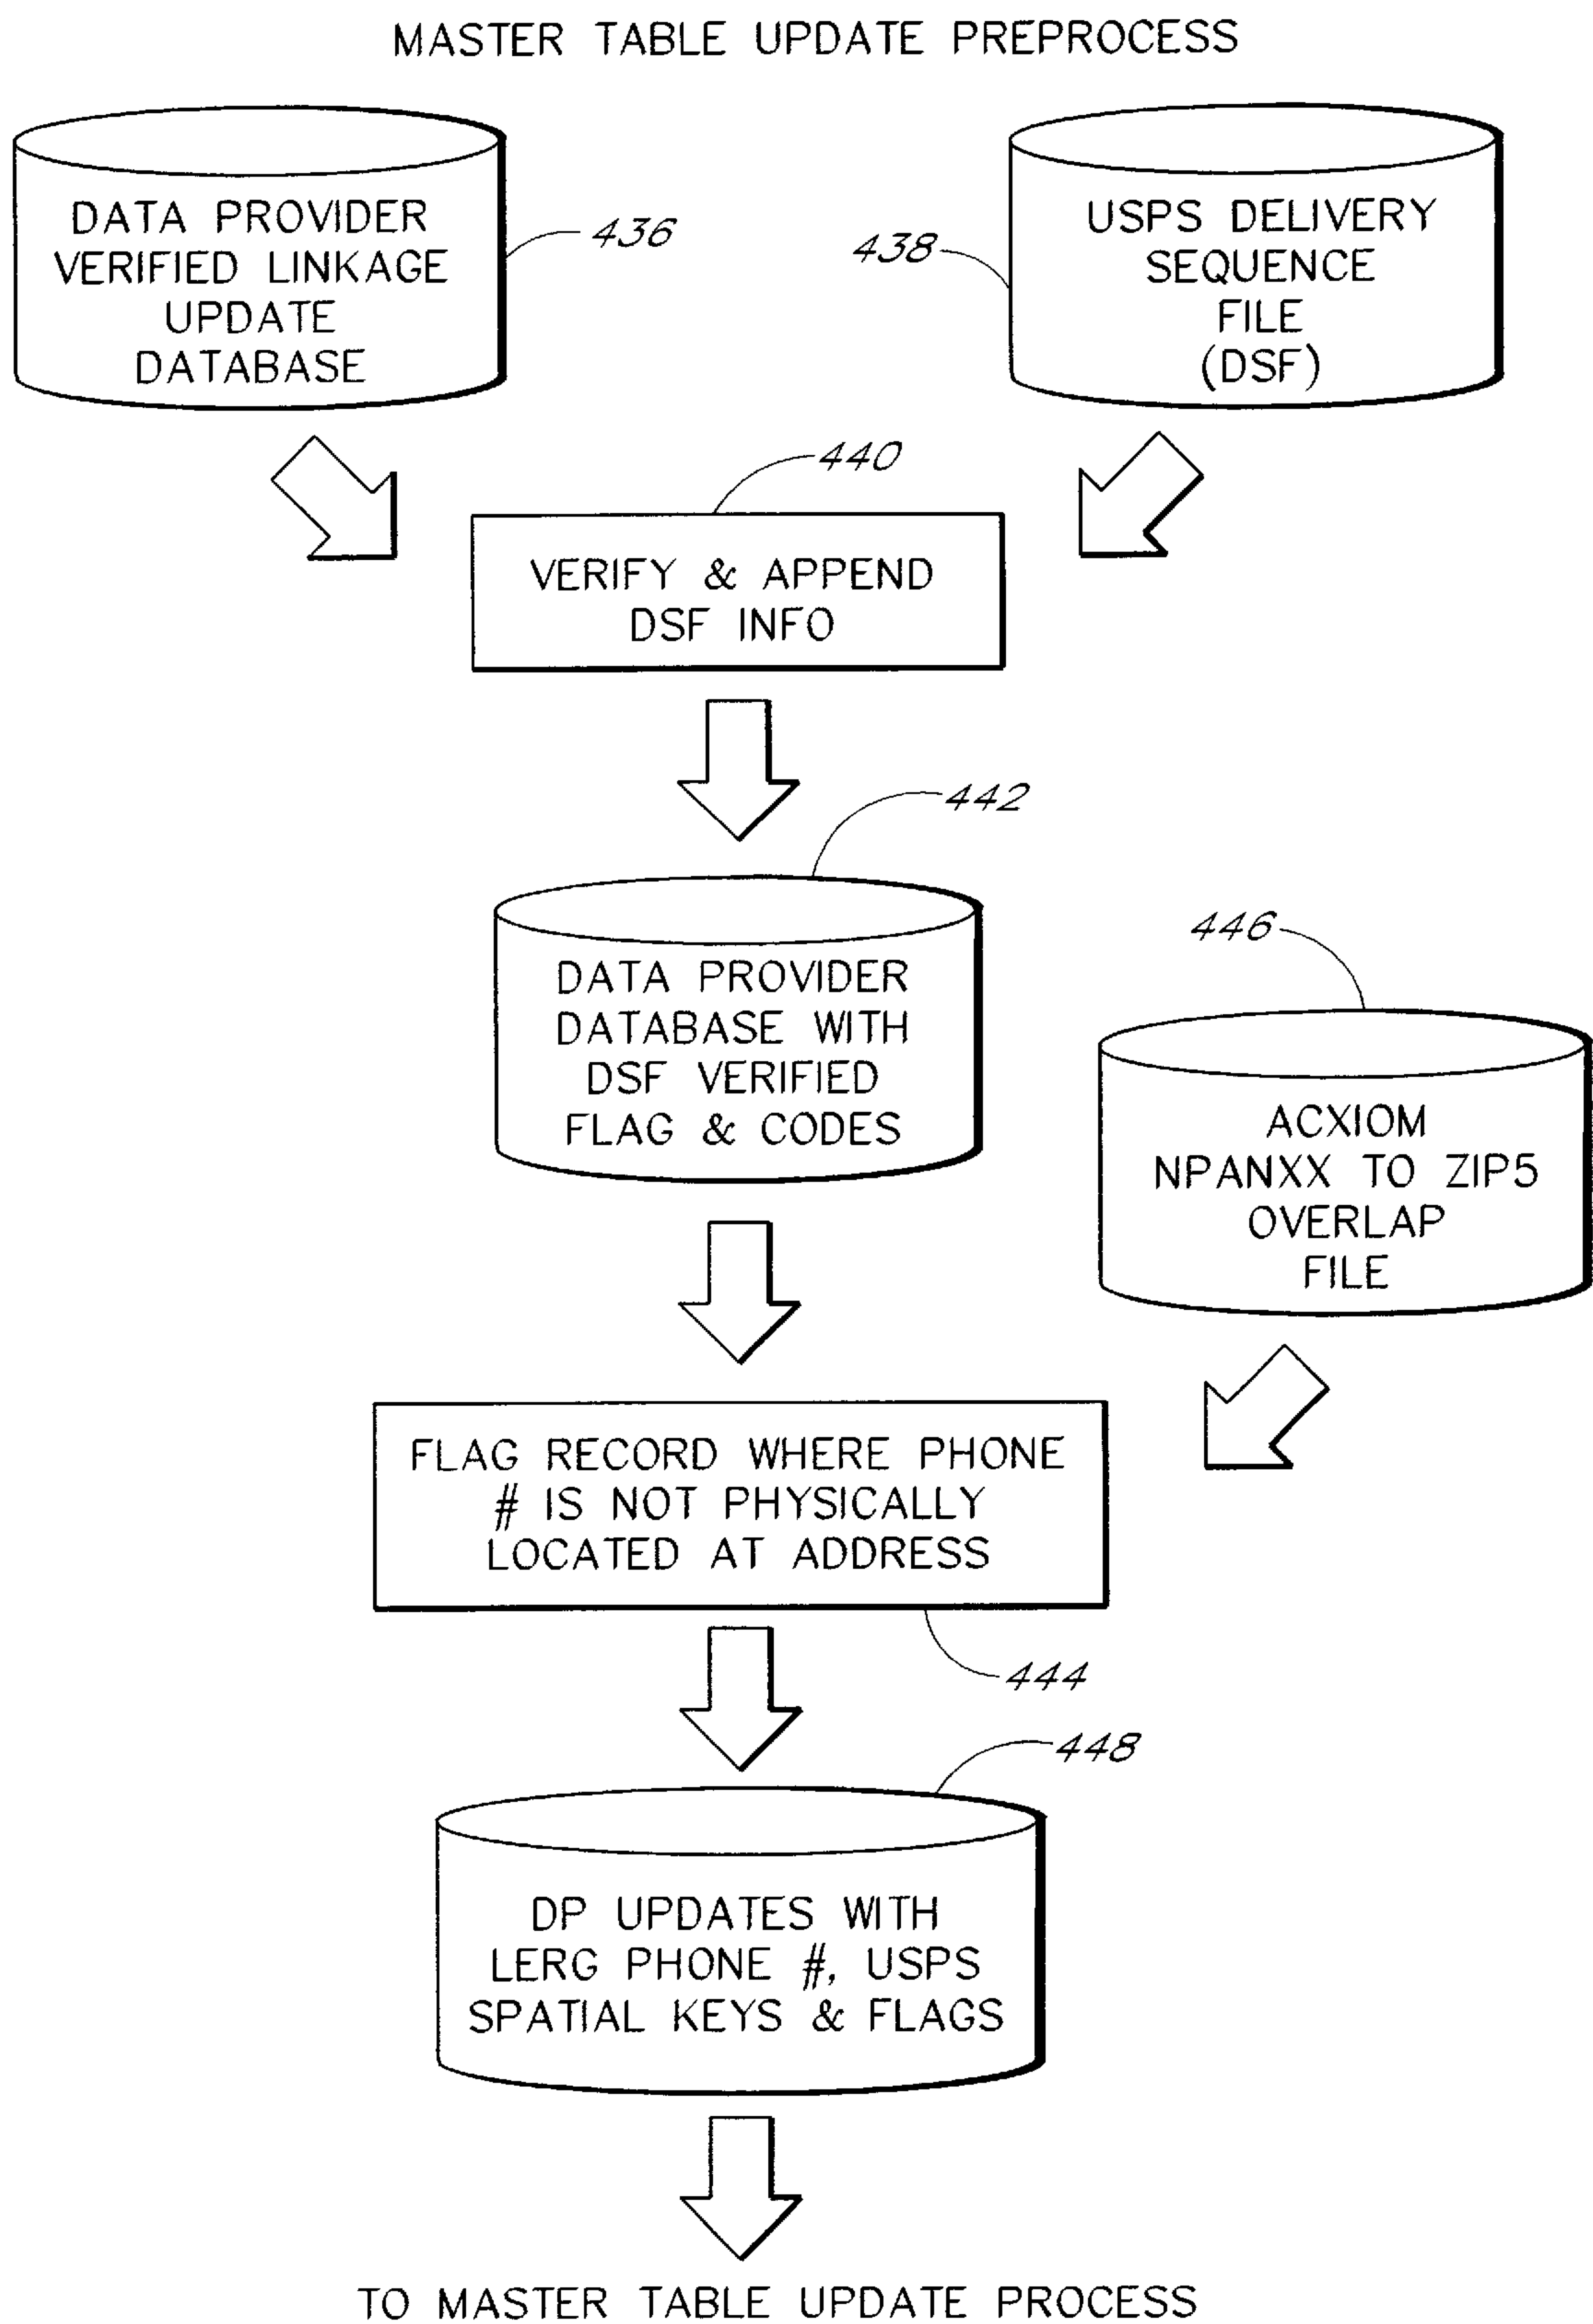 MASTER TABLE UPDATE PREPROCESS
DATA PROVIDER
VERIFIED LINKAGE
UPDATE
DATABASE
436
438
USPS DELIVERY
SEQUENCE
FILE
(DSF)
440
VERIFY & APPEND
DSF INFO
442
DATA PROVIDER
DATABASE WITH
DSF VERIFIED
FLAG & CODES
446
ACXIOM
NPANXX TO ZIP5
OVERLAP
FILE
FLAG RECORD WHERE PHONE
# IS NOT PHYSICALLY
LOCATED AT ADDRESS
444
448
DP UPDATES WITH
LERG PHONE #, USPS
SPATIAL KEYS & FLAGS
TO MASTER TABLE UPDATE PROCESS